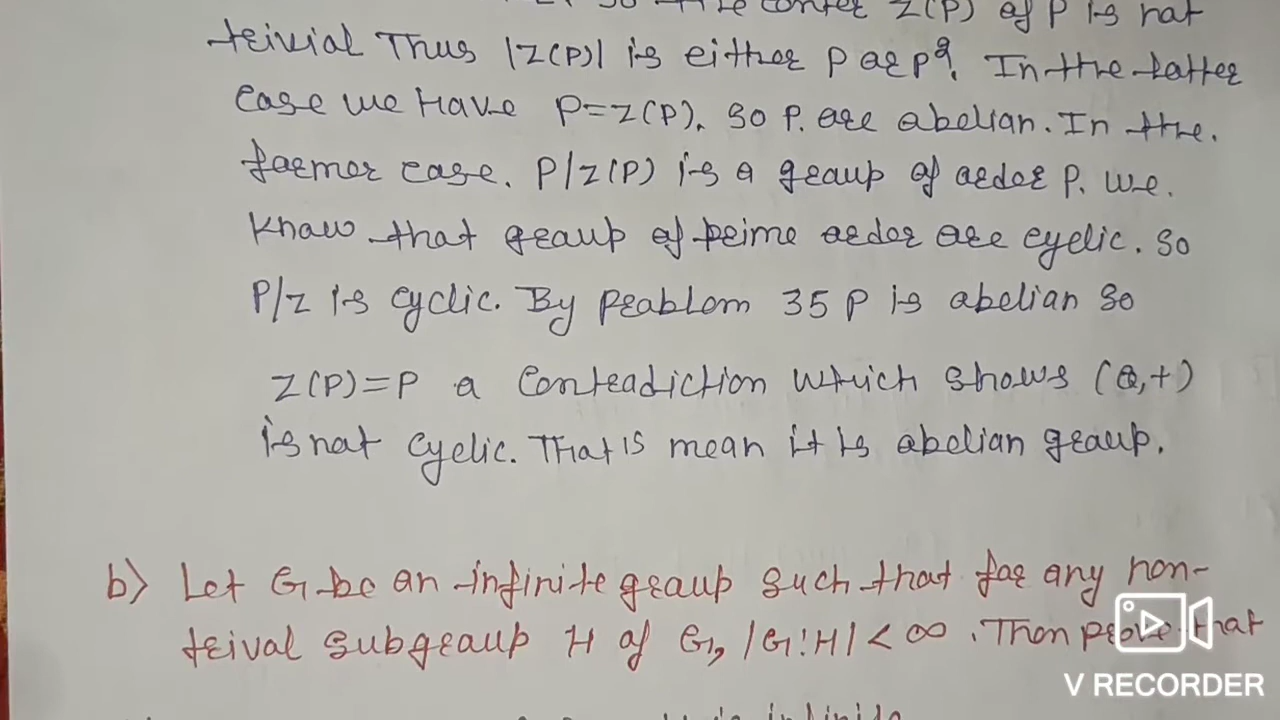 so the center Z(P) of P is not
trivial Thus |Z(P)| is either P or p². In the latter
case we Have P=Z(P). So P. are abelian. In the.
former case. P/Z(P) is a group of order P. we.
Know that group of prime order are cyclic. So
P/Z is cyclic. By problem 35 P is abelian so
Z(P)=P a Contradiction which shows (Q,+)
is not cyclic. That is mean it is abelian group.
b) Let G be an infinite group such that for any non-
trival subgroup H of G, |G:H| < ∞. Then prove that
V RECORDER
is infinite